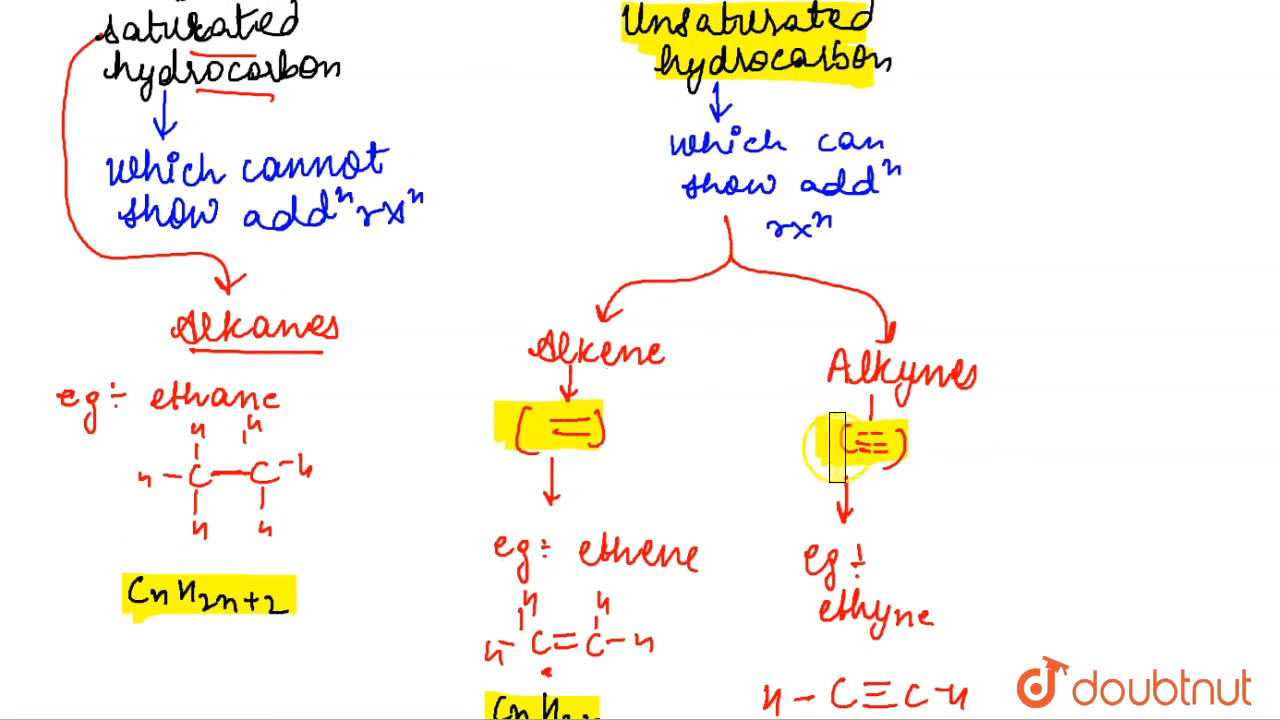 saturated
hydrocarbon
which cannot
show addⁿ rxⁿ
Alkanes
eg ÷ ethane
H H
H - C - C - H
H H
CnH2n+2
Unsaturated
hydrocarbon
which can
show addⁿ
rxⁿ
Alkene
( = )
eg ÷ ethene
H H
H - C = C - H
Alkynes
( ≡ )
eg ÷
ethyne
H - C ≡ C - H
doubtnut